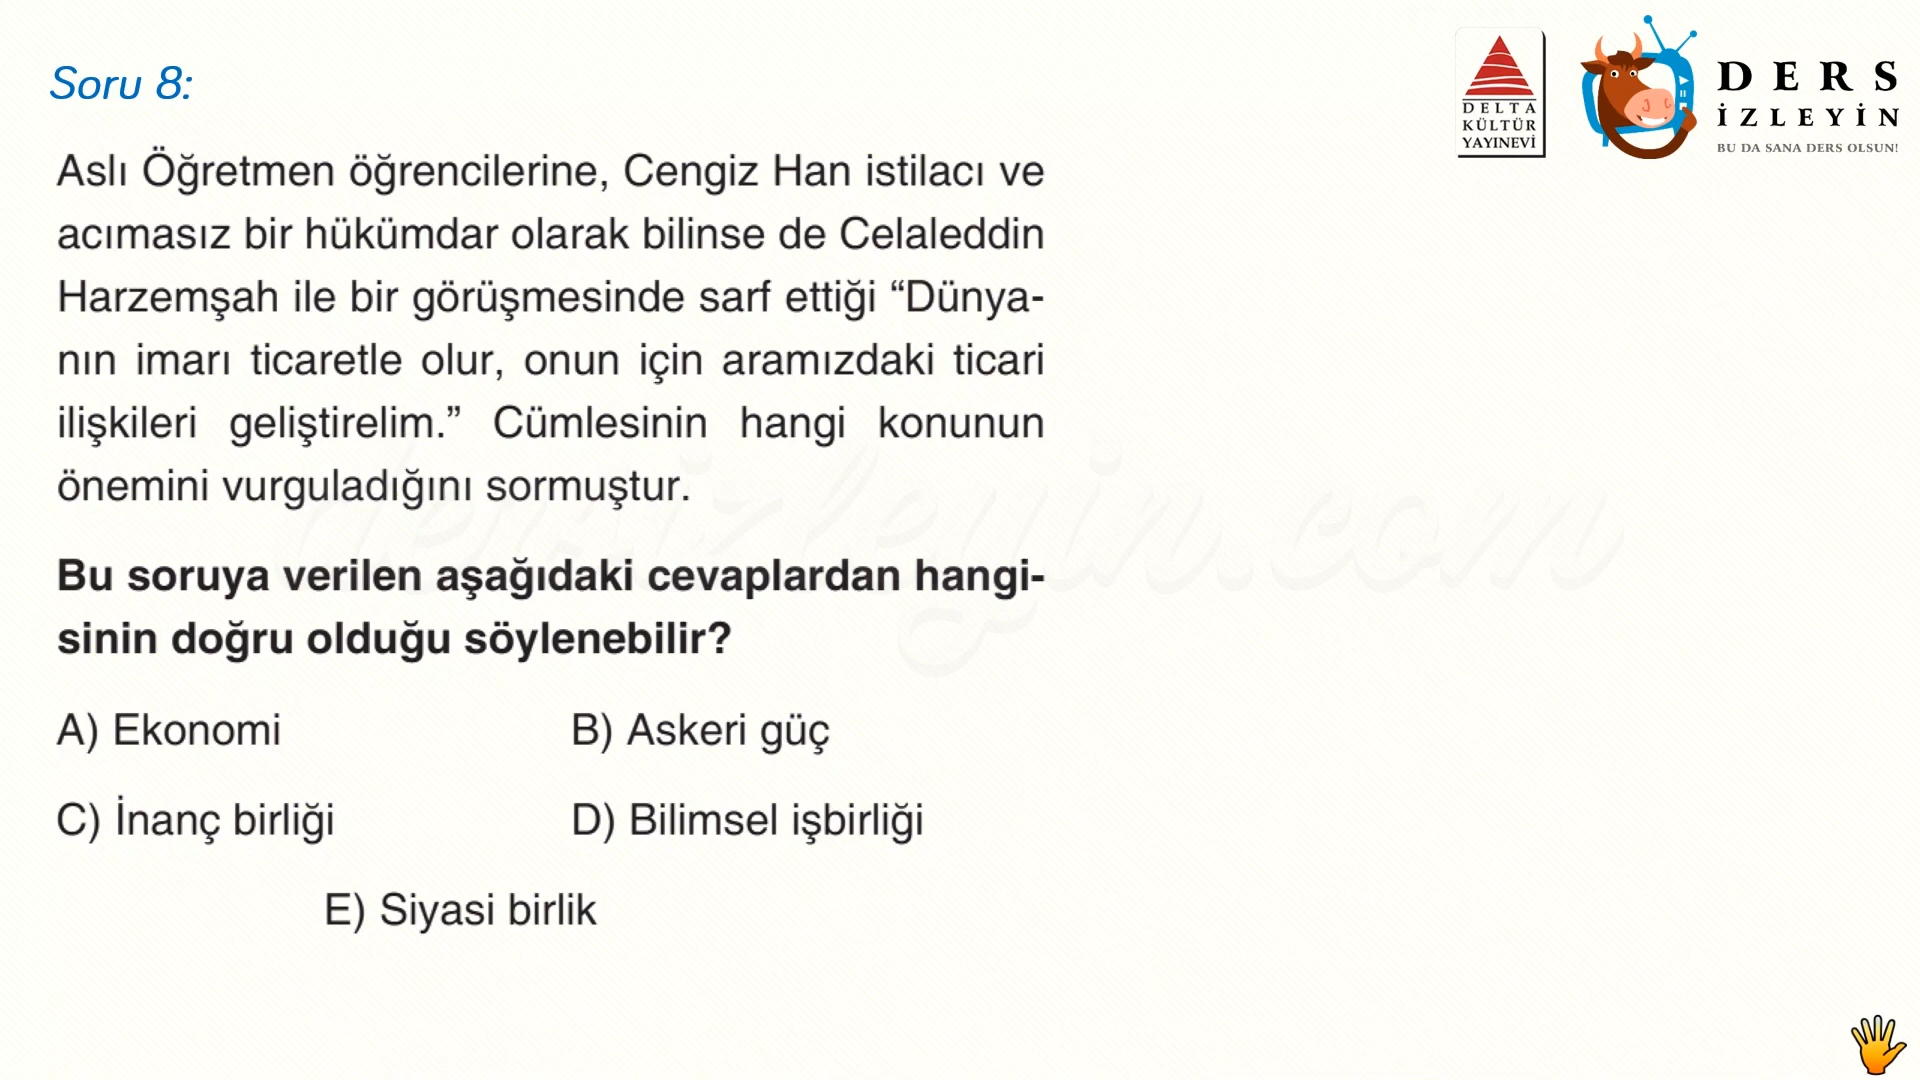 Soru 8:
DELTA
KÜLTÜR
YAYINEVİ
DERS
İZLEYİN
BU DA SANA DERS OLSUN!
Aslı Öğretmen öğrencilerine, Cengiz Han istilacı ve
acımasız bir hükümdar olarak bilinse de Celaleddin
Harzemşah ile bir görüşmesinde sarf ettiği “Dünya-
nın imarı ticaretle olur, onun için aramızdaki ticari
ilişkileri geliştirelim.” Cümlesinin hangi konunun
önemini vurguladığını sormuştur.
dersizleyin.com
Bu soruya verilen aşağıdaki cevaplardan hangi-
sinin doğru olduğu söylenebilir?
A) Ekonomi
B) Askeri güç
C) İnanç birliği
D) Bilimsel işbirliği
E) Siyasi birlik